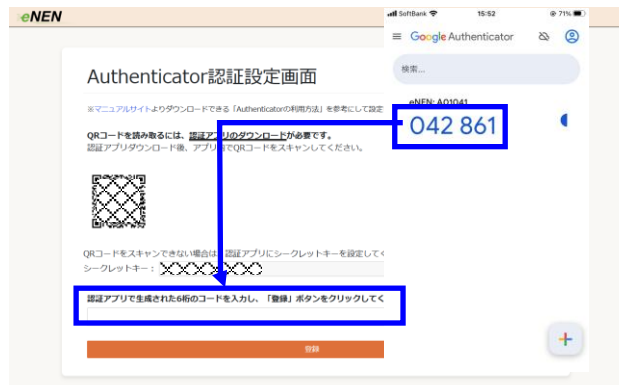 eNEN
SoftBank 15:52 71%
Google Authenticator
検索...
Authenticator認証設定画面
※マニュアルサイトよりダウンロードできる「Authenticatorの利用方法」を参考にして設定
eNEN: A01041
042 861
QRコードを読み取るには、認証アプリのダウンロードが必要です。
認証アプリダウンロード後、アプリ内でQRコードをスキャンしてください。
QRコードをスキャンできない場合は、認証アプリにシークレットキーを設定してく
シークレットキー：
認証アプリで生成された6桁のコードを入力し、「登録」ボタンをクリックしてく
登録